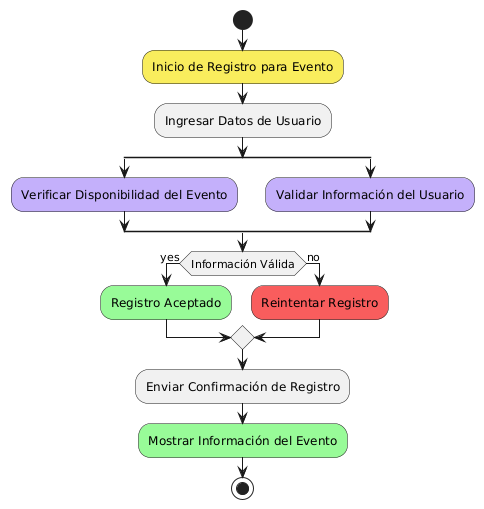 Inicio de Registro para Evento
Ingresar Datos de Usuario
Verificar Disponibilidad del Evento
Validar Información del Usuario
yes
Información Válida
no
Registro Aceptado
Reintentar Registro
Enviar Confirmación de Registro
Mostrar Información del Evento